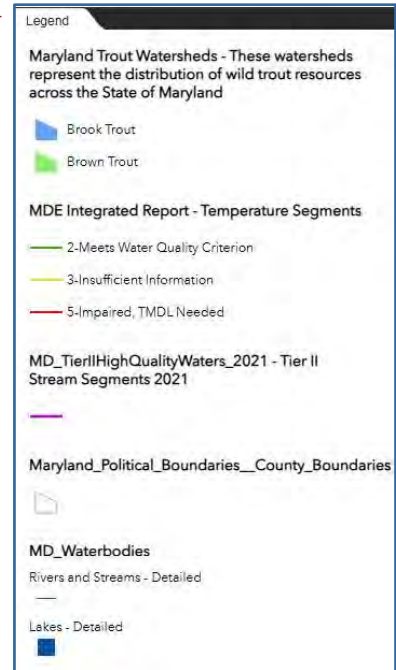 Legend
Maryland Trout Watersheds - These watersheds
represent the distribution of wild trout resources
across the State of Maryland
Brook Trout
Brown Trout
MDE Integrated Report - Temperature Segments
2-Meets Water Quality Criterion
3-Insufficient Information
5-Impaired, TMDL Needed
MD_TierIIHighQualityWaters_2021 - Tier II
Stream Segments 2021
Maryland_Political_Boundaries__County_Boundaries
MD_Waterbodies
Rivers and Streams - Detailed
Lakes - Detailed